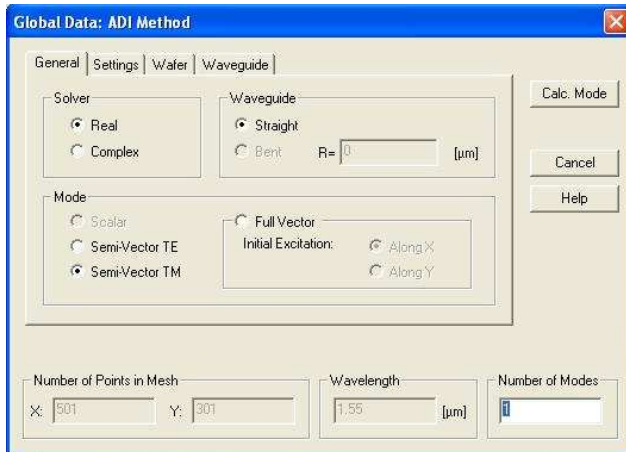 Global Data: ADI Method
General Settings Wafer Waveguide
Solver
Real
Complex
Waveguide
Straight
Bent R= 0 [μm]
Calc. Mode
Cancel
Help
Mode
Scalar
Semi-Vector TE
Semi-Vector TM
Full Vector
Initial Excitation: Along X
Along Y
Number of Points in Mesh
X: 501 Y: 301
Wavelength
1.55 [μm]
Number of Modes
1